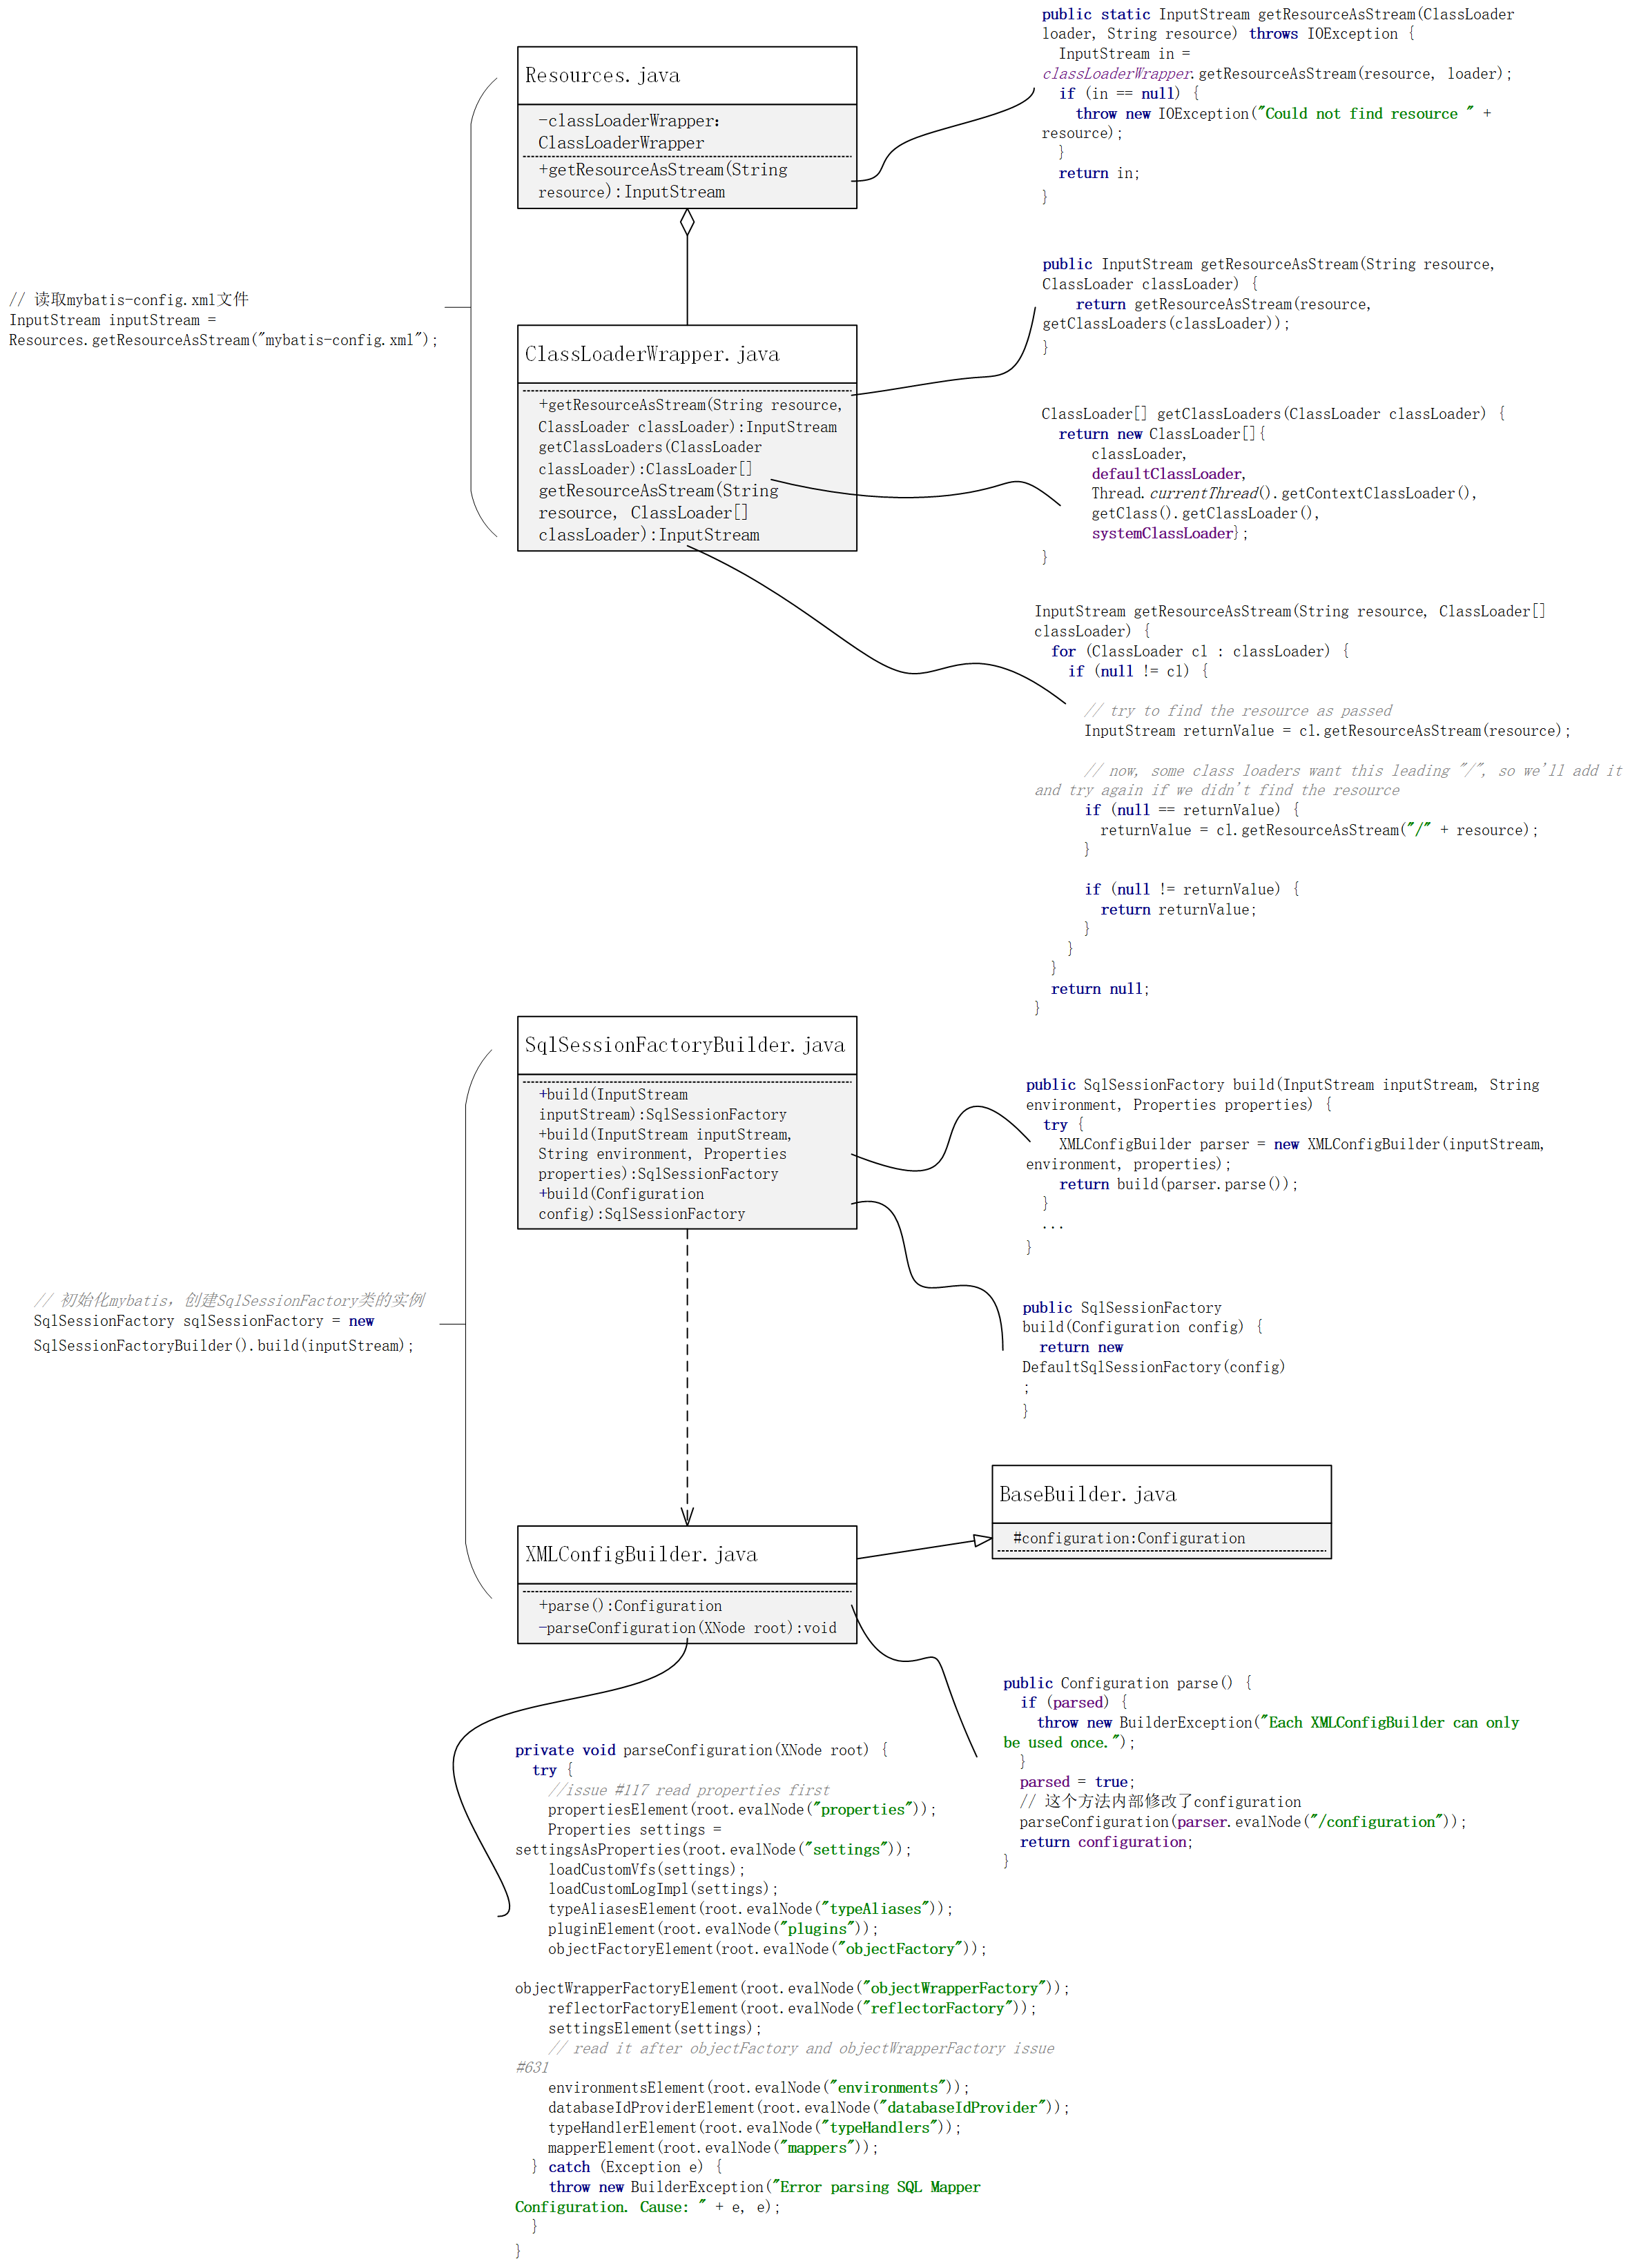 Resources.java
-classLoaderWrapper:
ClassLoaderWrapper
+getResourceAsStream(String
resource):InputStream
public static InputStream getResourceAsStream(ClassLoader
loader, String resource) throws IOException {
InputStream in =
classLoaderWrapper.getResourceAsStream(resource, loader);
if (in == null) {
throw new IOException("Could not find resource " +
resource);
}
return in;
}
// 读取mybatis-config.xml文件
InputStream inputStream =
Resources.getResourceAsStream("mybatis-config.xml");
ClassLoaderWrapper.java
+getResourceAsStream(String resource,
ClassLoader classLoader):InputStream
getClassLoaders(ClassLoader
classLoader):ClassLoader[]
getResourceAsStream(String
resource, ClassLoader[]
classLoader):InputStream
public InputStream getResourceAsStream(String resource,
ClassLoader classLoader) {
return getResourceAsStream(resource,
getClassLoaders(classLoader));
}
ClassLoader[] getClassLoaders(ClassLoader classLoader) {
return new ClassLoader[]{
classLoader,
defaultClassLoader,
Thread.currentThread().getContextClassLoader(),
getClass().getClassLoader(),
systemClassLoader};
}
InputStream getResourceAsStream(String resource, ClassLoader[]
classLoader) {
for (ClassLoader cl : classLoader) {
if (null != cl) {
// try to find the resource as passed
InputStream returnValue = cl.getResourceAsStream(resource);
// now, some class loaders want this leading "/", so we'll add it
and try again if we didn't find the resource
if (null == returnValue) {
returnValue = cl.getResourceAsStream("/" + resource);
}
if (null != returnValue) {
return returnValue;
}
}
}
return null;
}
SqlSessionFactoryBuilder.java
+build(InputStream
inputStream):SqlSessionFactory
+build(InputStream inputStream,
String environment, Properties
properties):SqlSessionFactory
+build(Configuration
config):SqlSessionFactory
public SqlSessionFactory build(InputStream inputStream, String
environment, Properties properties) {
try {
XMLConfigBuilder parser = new XMLConfigBuilder(inputStream,
environment, properties);
return build(parser.parse());
}
...
}
// 初始化mybatis，创建SqlSessionFactory类的实例
SqlSessionFactory sqlSessionFactory = new
SqlSessionFactoryBuilder().build(inputStream);
public SqlSessionFactory
build(Configuration config) {
return new
DefaultSqlSessionFactory(config)
;
}
BaseBuilder.java
#configuration:Configuration
XMLConfigBuilder.java
+parse():Configuration
-parseConfiguration(XNode root):void
public Configuration parse() {
if (parsed) {
throw new BuilderException("Each XMLConfigBuilder can only
be used once.");
}
parsed = true;
// 这个方法内部修改了configuration
parseConfiguration(parser.evalNode("/configuration"));
return configuration;
}
private void parseConfiguration(XNode root) {
try {
//issue #117 read properties first
propertiesElement(root.evalNode("properties"));
Properties settings =
settingsAsProperties(root.evalNode("settings"));
loadCustomVfs(settings);
loadCustomLogImpl(settings);
typeAliasesElement(root.evalNode("typeAliases"));
pluginElement(root.evalNode("plugins"));
objectFactoryElement(root.evalNode("objectFactory"));
objectWrapperFactoryElement(root.evalNode("objectWrapperFactory"));
reflectorFactoryElement(root.evalNode("reflectorFactory"));
settingsElement(settings);
// read it after objectFactory and objectWrapperFactory issue
#631
environmentsElement(root.evalNode("environments"));
databaseIdProviderElement(root.evalNode("databaseIdProvider"));
typeHandlerElement(root.evalNode("typeHandlers"));
mapperElement(root.evalNode("mappers"));
} catch (Exception e) {
throw new BuilderException("Error parsing SQL Mapper
Configuration. Cause: " + e, e);
}
}